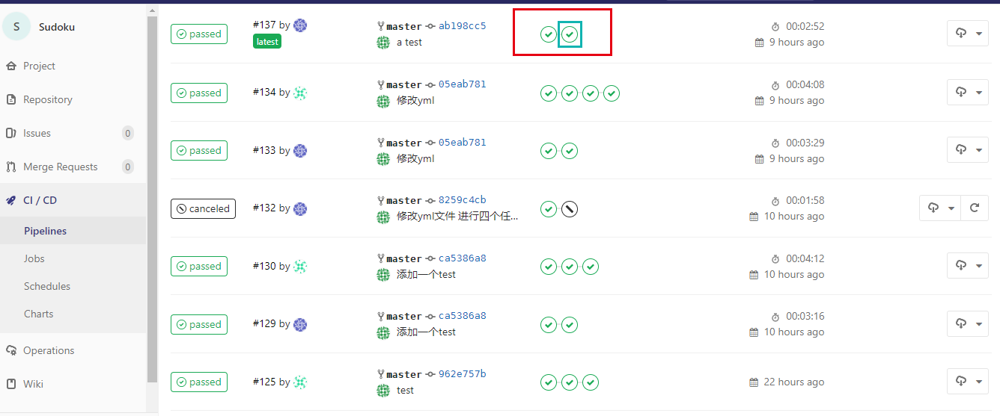 S Sudoku
Project
Repository
Issues 0
Merge Requests 0
CI / CD
Pipelines
Jobs
Schedules
Charts
Operations
Wiki
passed #137 by master ab198cc5 00:02:52
latest a test 9 hours ago
passed #134 by master 05eab781 00:04:08
修改yml 9 hours ago
passed #133 by master 05eab781 00:03:29
修改yml 9 hours ago
canceled #132 by master 8259c4cb 00:01:58
修改yml文件 进行四个任... 10 hours ago
passed #130 by master ca5386a8 00:04:12
添加一个test 10 hours ago
passed #129 by master ca5386a8 00:03:16
添加一个test 10 hours ago
passed #125 by master 962e757b
test 22 hours ago